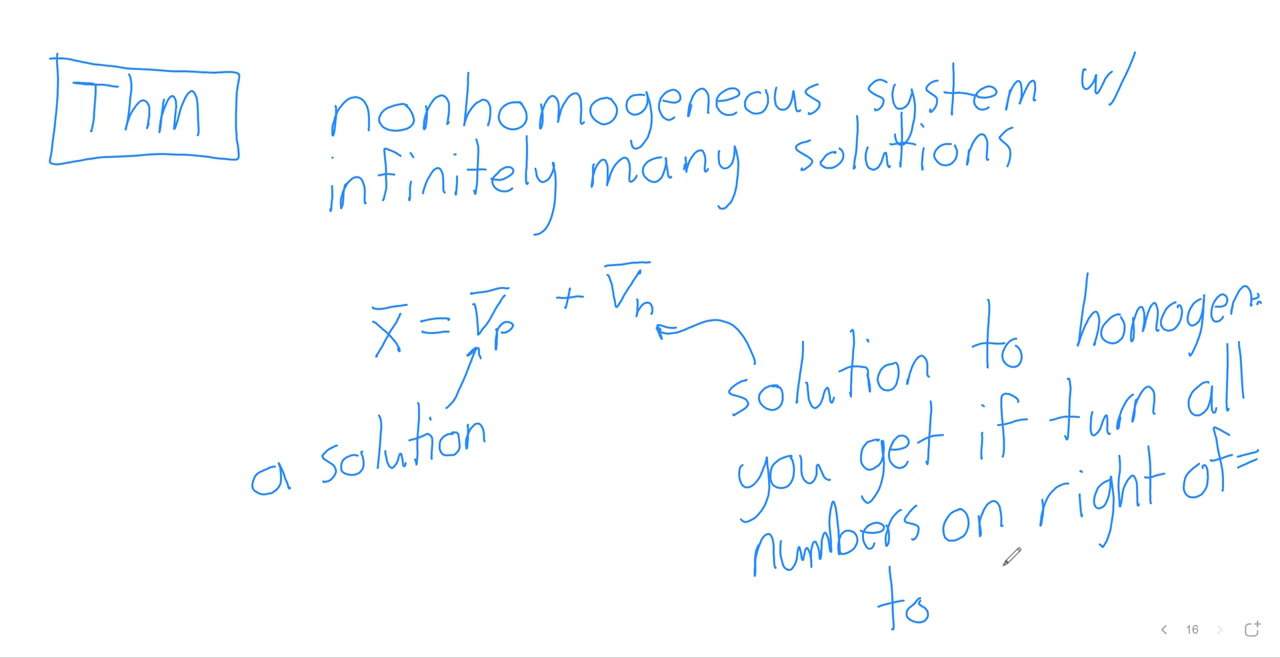 Thm
nonhomogeneous system w/
infinitely many solutions
x̄ = V̄p + V̄n
a solution
solution to homogen.
you get if turn all
numbers on right of =
to
16